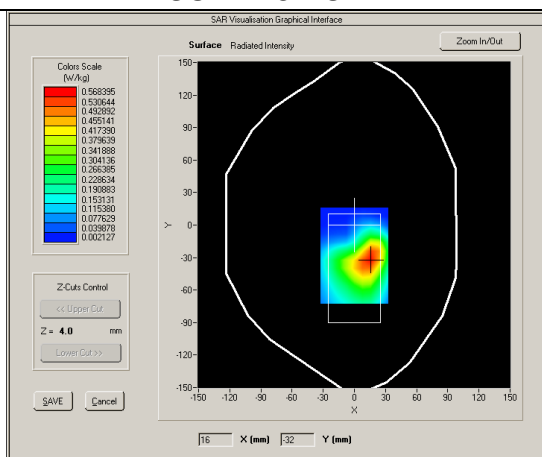 SAR Visualisation Graphical Interface
Surface Radiated Intensity
Zoom In/Out
Colors Scale
(W/kg)
0.568395
0.530644
0.492892
0.455141
0.417390
0.379639
0.341888
0.304136
0.266385
0.228634
0.190883
0.153131
0.115380
0.077629
0.039878
0.002127
Z-Cuts Control
<< Upper Cut
Z = 4.0 mm
Lower Cut >>
SAVE
Cancel
150
120
90
60
30
0
-30
-60
-90
-120
-150
Y
-150 -120 -90 -60 -30 0 30 60 90 120 150
X
16 X (mm) -32 Y (mm)